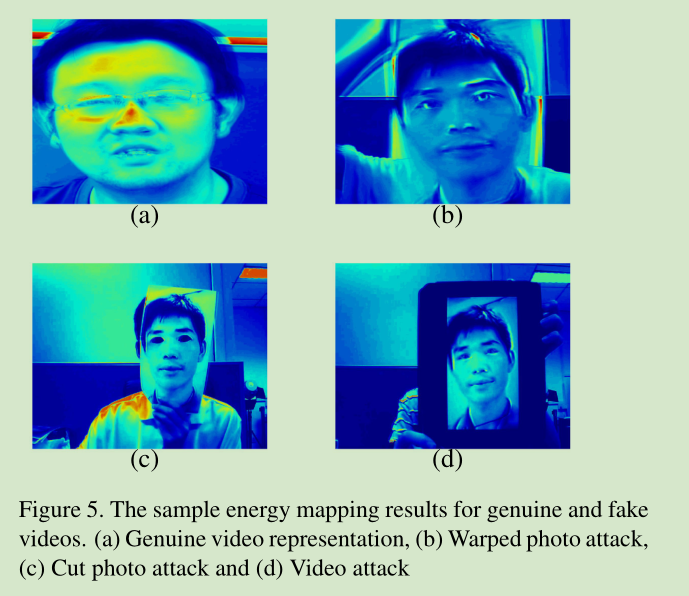 (a)
(b)
(c)
(d)
Figure 5. The sample energy mapping results for genuine and fake
videos. (a) Genuine video representation, (b) Warped photo attack,
(c) Cut photo attack and (d) Video attack